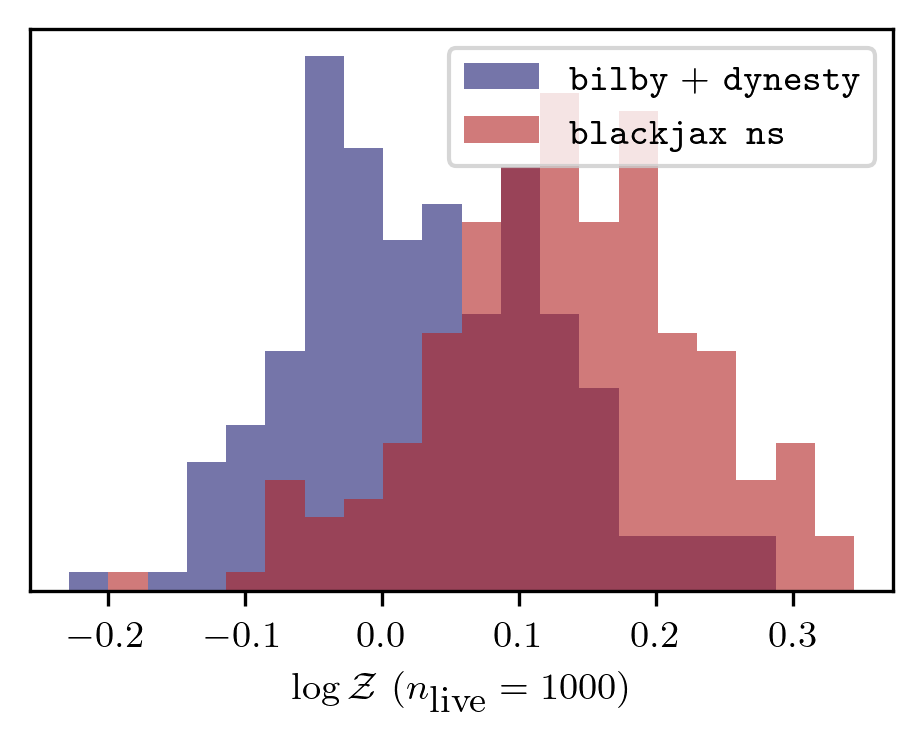 bilby + dynesty
blackjax ns
−0.2 −0.1 0.0 0.1 0.2 0.3
log 𝒵 (n_live = 1000)